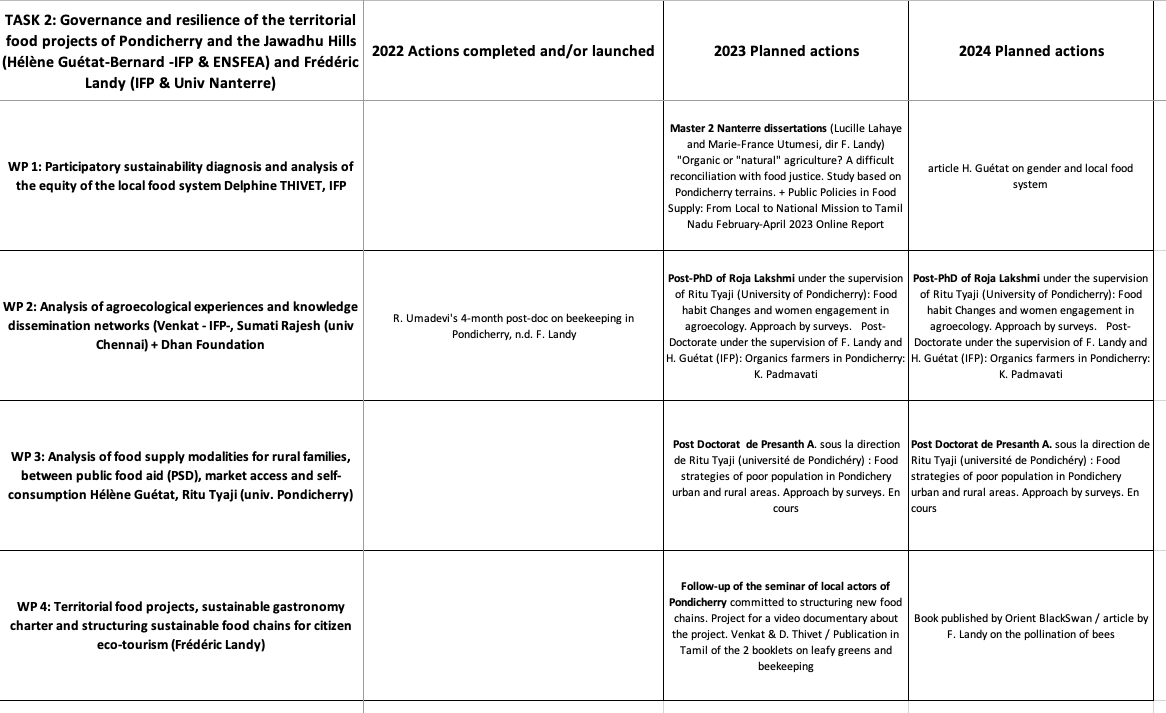 TASK 2: Governance and resilience of the territorial
food projects of Pondicherry and the Jawadhu Hills
(Hélène Guétat-Bernard -IFP & ENSFEA) and Frédéric
Landy (IFP & Univ Nanterre)
2022 Actions completed and/or launched
2023 Planned actions
2024 Planned actions
WP 1: Participatory sustainability diagnosis and analysis of
the equity of the local food system Delphine THIVET, IFP
Master 2 Nanterre dissertations (Lucille Lahaye
and Marie-France Utumesi, dir F. Landy)
"Organic or "natural" agriculture? A difficult
reconciliation with food justice. Study based on
Pondicherry terrains. + Public Policies in Food
Supply: From Local to National Mission to Tamil
Nadu February-April 2023 Online Report
article H. Guétat on gender and local food
system
WP 2: Analysis of agroecological experiences and knowledge
dissemination networks (Venkat - IFP-, Sumati Rajesh (univ
Chennai) + Dhan Foundation
R. Umadevi's 4-month post-doc on beekeeping in
Pondicherry, n.d. F. Landy
Post-PhD of Roja Lakshmi under the supervision
of Ritu Tyaji (University of Pondicherry): Food
habit Changes and women engagement in
agroecology. Approach by surveys. Post-
Doctorate under the supervision of F. Landy and
H. Guétat (IFP): Organics farmers in Pondicherry:
K. Padmavati
Post-PhD of Roja Lakshmi under the supervision
of Ritu Tyaji (University of Pondicherry): Food
habit Changes and women engagement in
agroecology. Approach by surveys. Post-
Doctorate under the supervision of F. Landy and
H. Guétat (IFP): Organics farmers in Pondicherry:
K. Padmavati
WP 3: Analysis of food supply modalities for rural families,
between public food aid (PSD), market access and self-
consumption Hélène Guétat, Ritu Tyaji (univ. Pondicherry)
Post Doctorat de Presanth A. sous la direction
de Ritu Tyaji (université de Pondichéry) : Food
strategies of poor population in Pondichery
urban and rural areas. Approach by surveys. En
cours
Post Doctorat de Presanth A. sous la direction de
Ritu Tyaji (université de Pondichéry) : Food
strategies of poor population in Pondichery
urban and rural areas. Approach by surveys. En
cours
WP 4: Territorial food projects, sustainable gastronomy
charter and structuring sustainable food chains for citizen
eco-tourism (Frédéric Landy)
Follow-up of the seminar of local actors of
Pondicherry committed to structuring new food
chains. Project for a video documentary about
the project. Venkat & D. Thivet / Publication in
Tamil of the 2 booklets on leafy greens and
beekeeping
Book published by Orient BlackSwan / article by
F. Landy on the pollination of bees